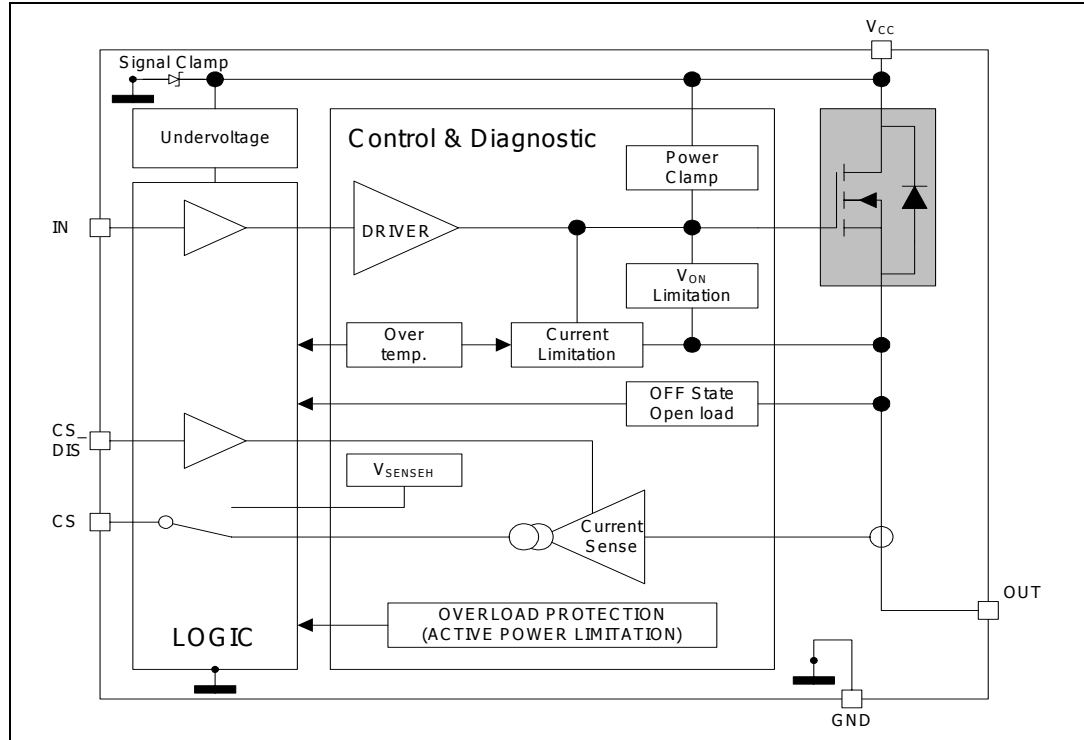 VCC
Signal Clamp
Undervoltage
Control & Diagnostic
Power
Clamp
IN
DRIVER
VON
Limitation
Over
temp.
Current
Limitation
OFF State
Open load
CS_
DIS
VSENSEH
CS
Current
Sense
OUT
OVERLOAD PROTECTION
(ACTIVE POWER LIMITATION)
LOGIC
GND